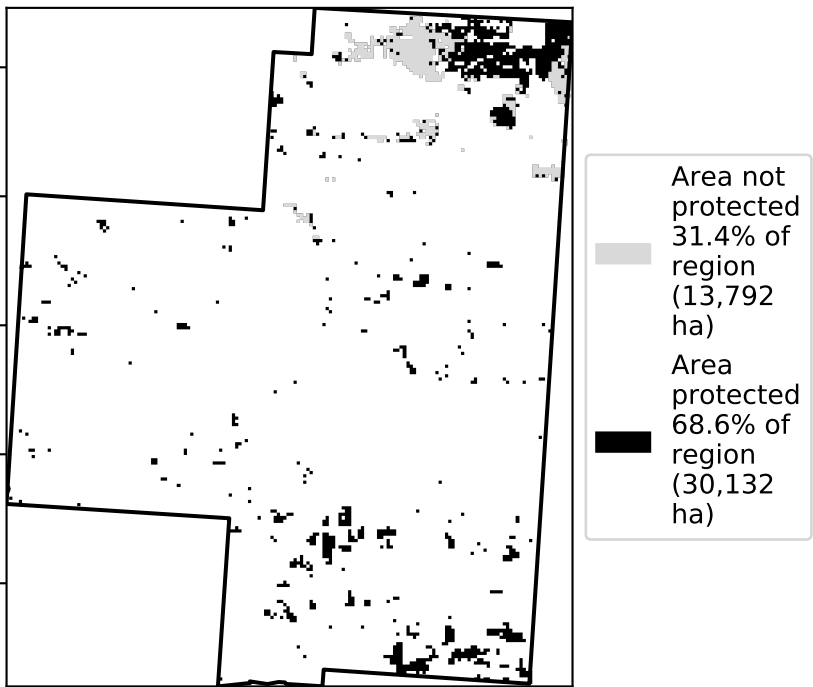 Area not
protected
31.4% of
region
(13,792
ha)
Area
protected
68.6% of
region
(30,132
ha)